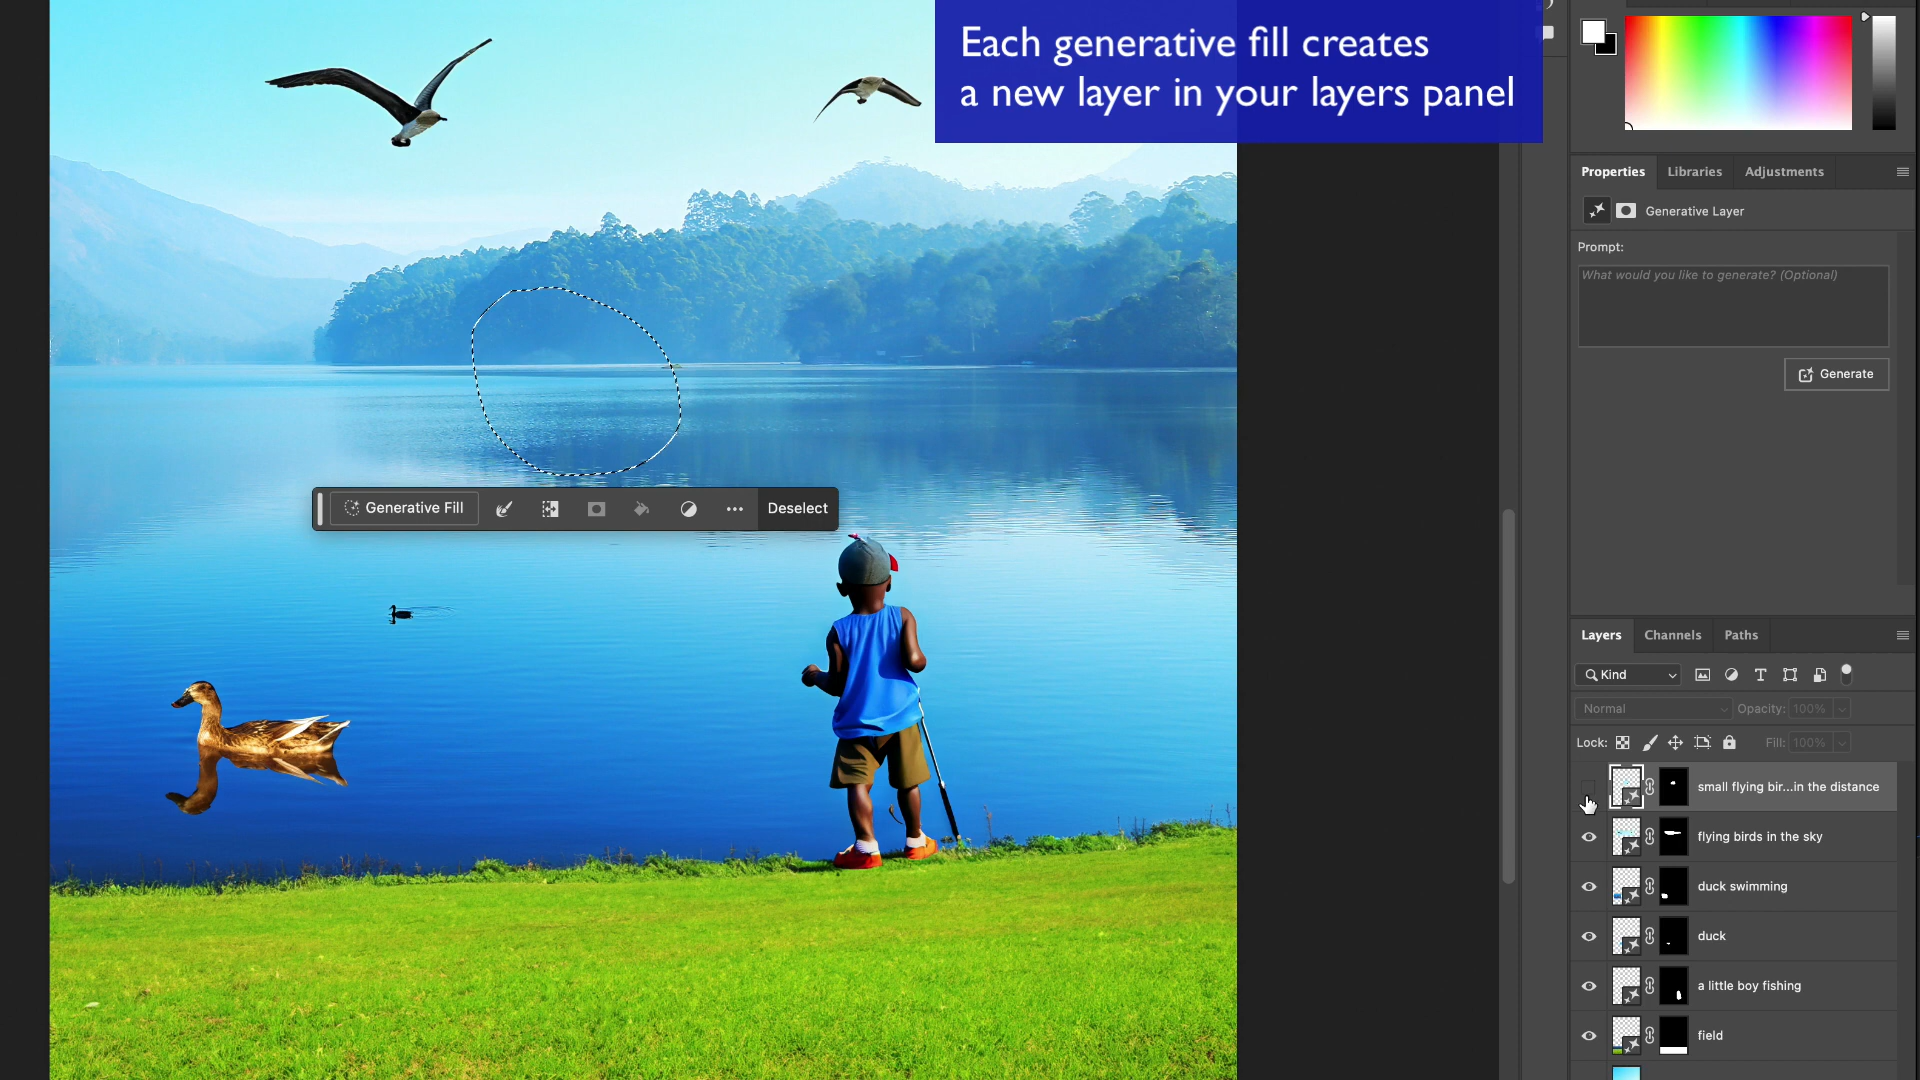 Each generative fill creates
a new layer in your layers panel
Properties
Libraries
Adjustments
Generative Layer
Prompt:
What would you like to generate? (Optional)
Generate
Generative Fill
Deselect
Layers
Channels
Paths
Kind
Normal
Opacity: 100%
Lock:
Fill: 100%
small flying bir...in the distance
flying birds in the sky
duck swimming
duck
a little boy fishing
field